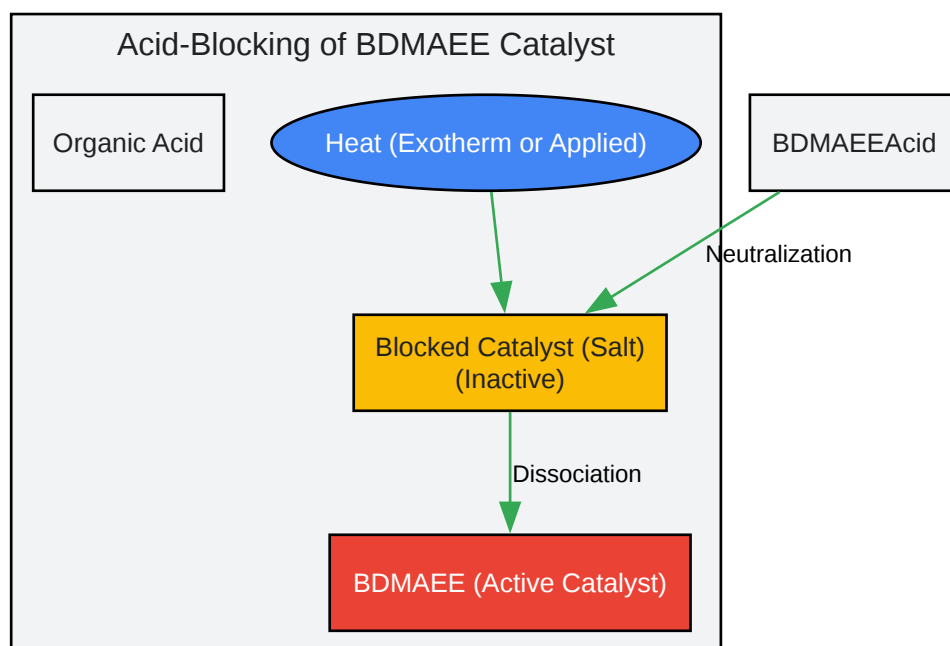 Acid-Blocking of BDMAEE Catalyst
Organic Acid
Heat (Exotherm or Applied)
BDMAEEAcid
Neutralization
Blocked Catalyst (Salt)
(Inactive)
Dissociation
BDMAEE (Active Catalyst)